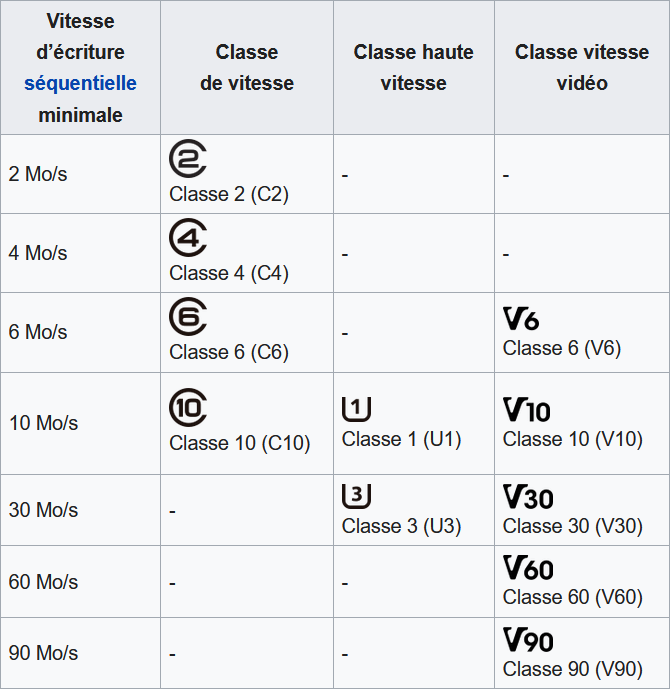 Vitesse
d’écriture
séquentielle
minimale
Classe
de vitesse
Classe haute
vitesse
Classe vitesse
vidéo
2 Mo/s
2
Classe 2 (C2)
-
-
4 Mo/s
4
Classe 4 (C4)
-
-
6 Mo/s
6
Classe 6 (C6)
-
V6
Classe 6 (V6)
10 Mo/s
10
Classe 10 (C10)
1
Classe 1 (U1)
V10
Classe 10 (V10)
30 Mo/s
-
3
Classe 3 (U3)
V30
Classe 30 (V30)
60 Mo/s
-
-
V60
Classe 60 (V60)
90 Mo/s
-
-
V90
Classe 90 (V90)